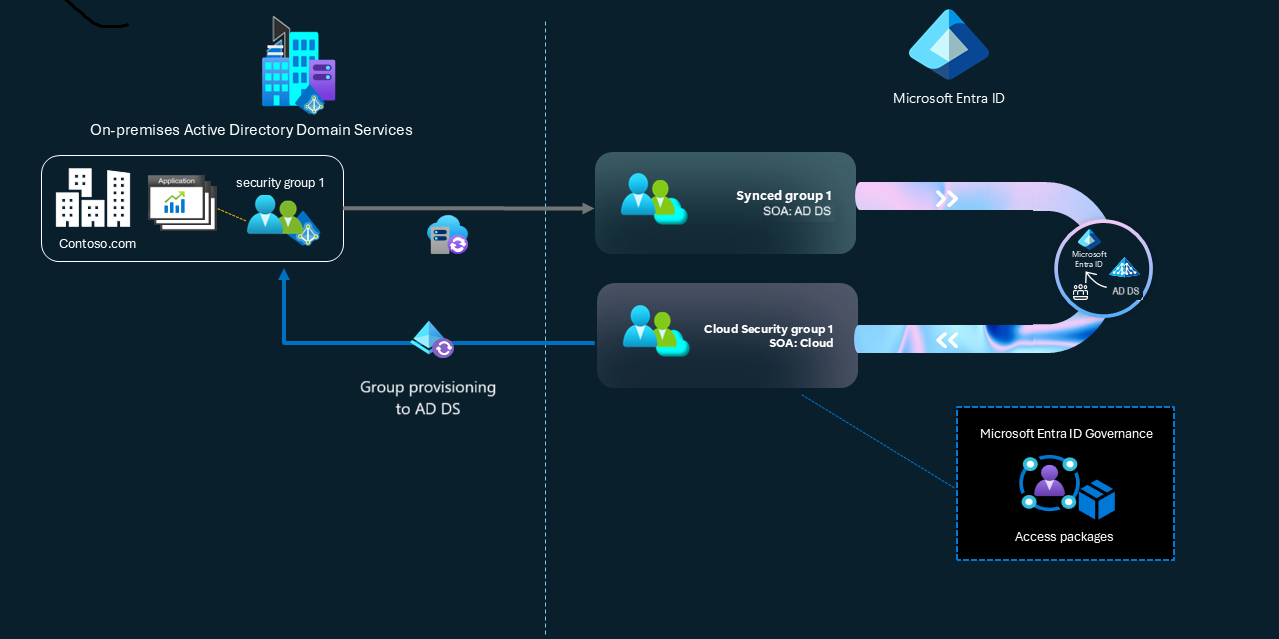 Microsoft Entra ID
On-premises Active Directory Domain Services
Application
security group 1
Contoso.com
Synced group 1
SOA: AD DS
Microsoft
Entra ID
AD DS
Cloud Security group 1
SOA: Cloud
Group provisioning
to AD DS
Microsoft Entra ID Governance
Access packages